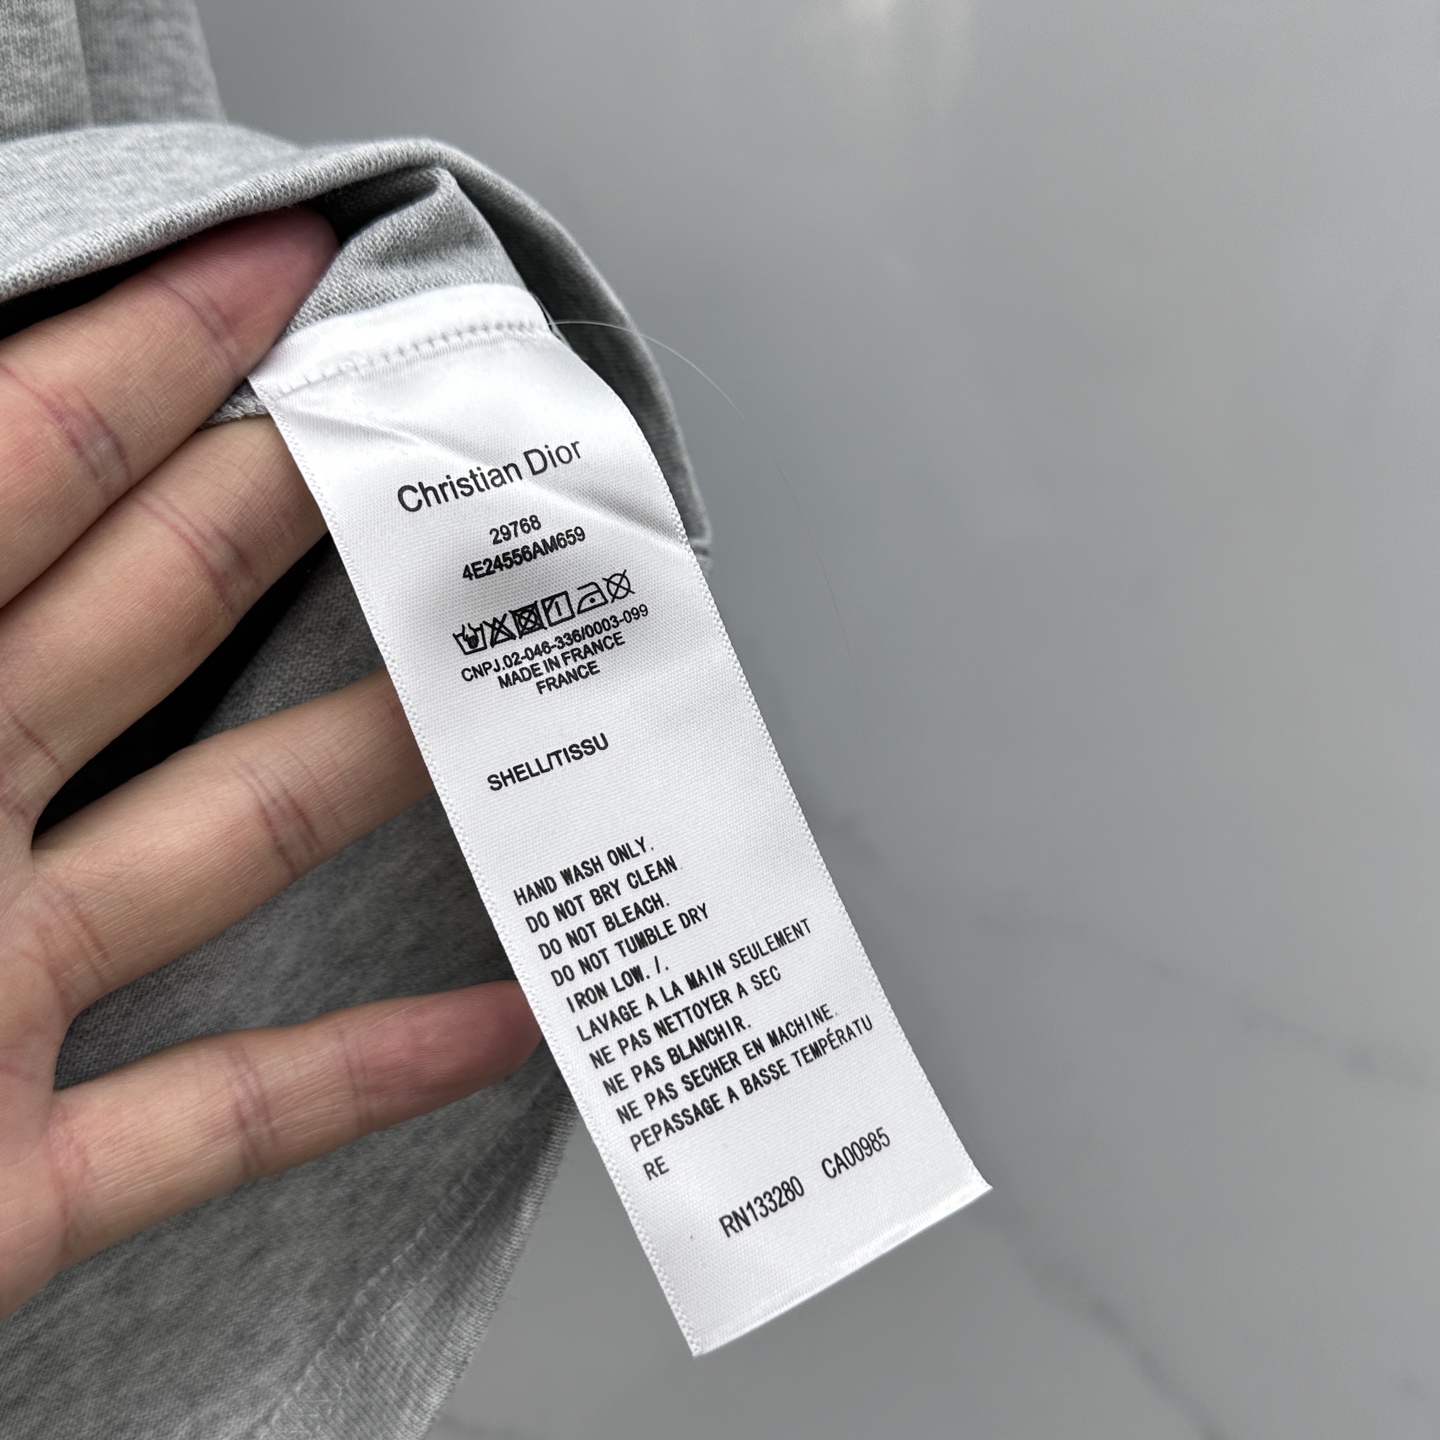 Christian Dior
29768
4E24556AM659
CNPJ.02-046-336/0003-099
MADE IN FRANCE
FRANCE
SHELL/TISSU
HAND WASH ONLY.
DO NOT BRY CLEAN
DO NOT BLEACH.
DO NOT TUMBLE DRY
IRON LOW. /.
LAVAGE A LA MAIN SEULEMENT
NE PAS NETTOYER A SEC
NE PAS BLANCHIR.
NE PAS SECHER EN MACHINE.
PEPASSAGE A BASSE TEMPÉRATU
RE
RN133280 CA00985